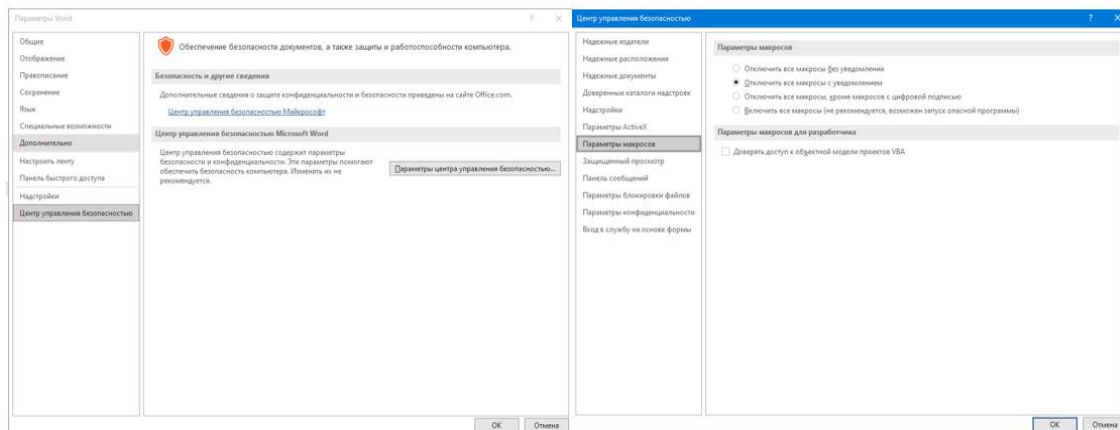 Параметры Word
Общие
Отображение
Правописание
Сохранение
Язык
Специальные возможности
Дополнительно
Настроить ленту
Панель быстрого доступа
Надстройки
Центр управления безопасностью
Обеспечение безопасности документов, а также защиты и работоспособности компьютера.
Безопасность и другие сведения
Дополнительные сведения о защите конфиденциальности и безопасности приведены на сайте Office.com.
Центр управления безопасностью Майкрософт
Центр управления безопасностью Microsoft Word
Центр управления безопасностью содержит параметры
безопасности и конфиденциальности. Эти параметры помогают
обеспечить безопасность компьютера. Изменять их не
рекомендуется.
Параметры центра управления безопасностью...
ОК Отмена
Центр управления безопасностью
Надежные издатели
Надежные расположения
Надежные документы
Доверенные каталоги надстроек
Надстройки
Параметры ActiveX
Параметры макросов
Защищенный просмотр
Панель сообщений
Параметры блокировки файлов
Параметры конфиденциальности
Вход в службу на основе формы
Параметры макросов
Отключить все макросы без уведомления
Отключить все макросы с уведомлением
Отключить все макросы, кроме макросов с цифровой подписью
Включить все макросы (не рекомендуется, возможен запуск опасной программы)
Параметры макросов для разработчика
Доверять доступ к объектной модели проектов VBA
ОК Отмена